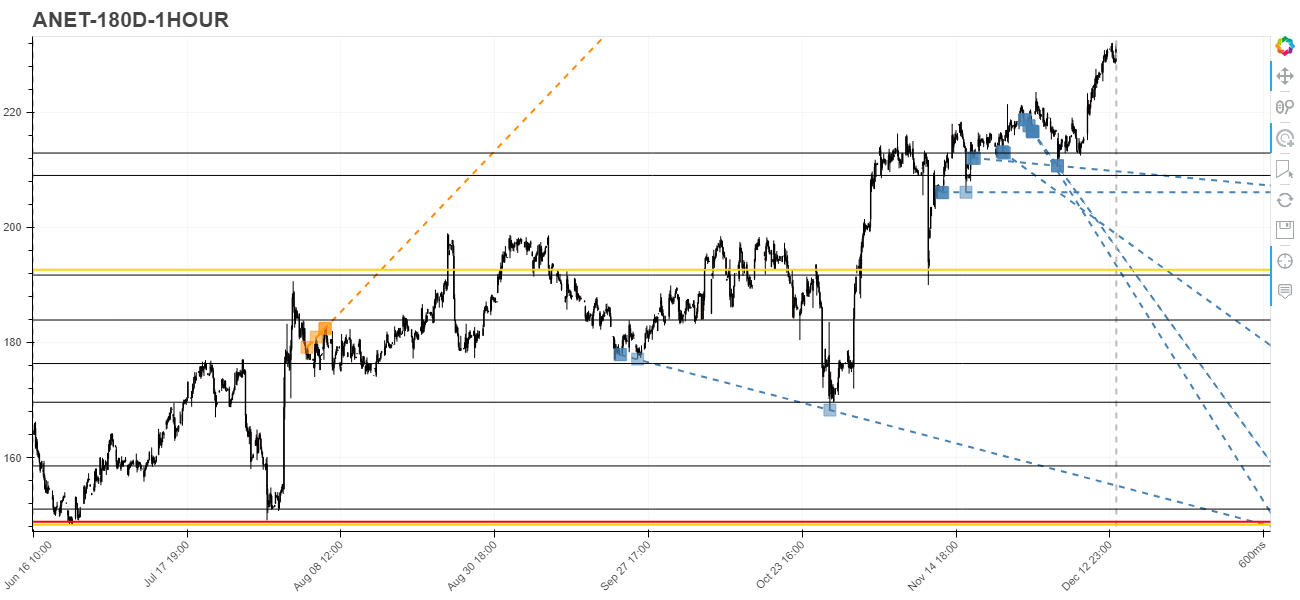 ANET-180D-1HOUR
220
200
180
160
Jun 16 10:00
Jul 17 19:00
Aug 08 12:00
Aug 30 18:00
Sep 27 17:00
Oct 23 16:00
Nov 14 18:00
Dec 12 23:00
600ms